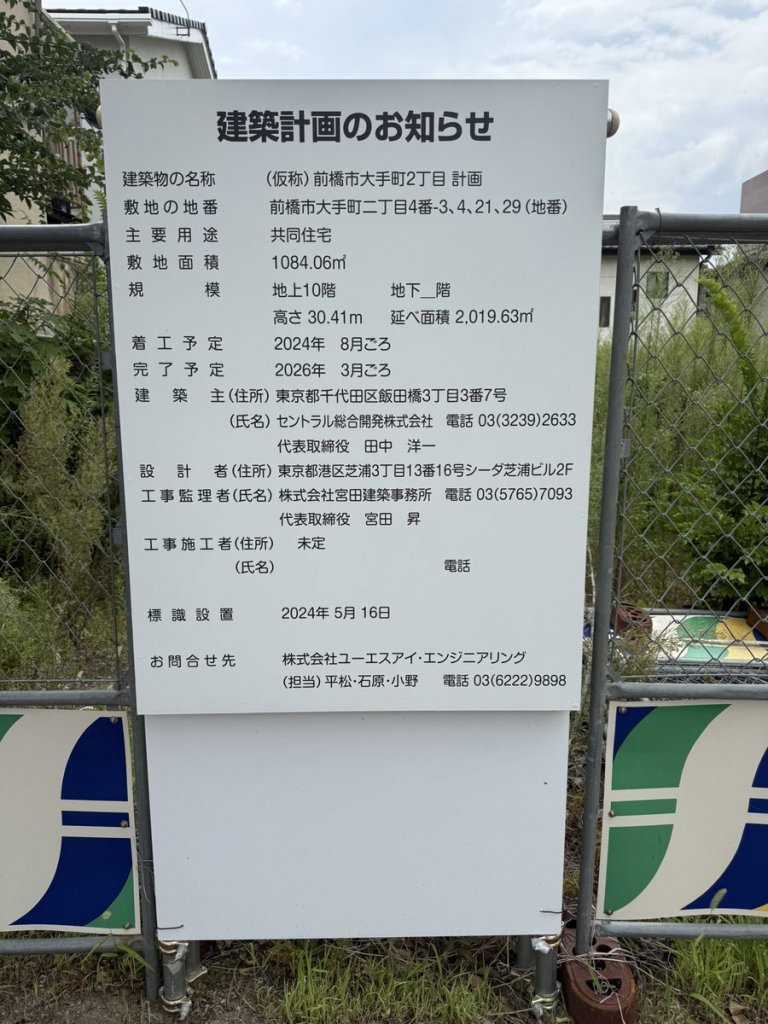 建築計画のお知らせ
建築物の名称 (仮称)前橋市大手町2丁目 計画
敷地の地番 前橋市大手町二丁目4番-3、4、21、29(地番)
主要用途 共同住宅
敷地面積 1084.06㎡
規模 地上10階 地下__階
高さ 30.41m 延べ面積 2,019.63㎡
着工予定 2024年 8月ごろ
完了予定 2026年 3月ごろ
建築主(住所) 東京都千代田区飯田橋3丁目3番7号
(氏名) セントラル総合開発株式会社 電話 03(3239)2633
代表取締役 田中 洋一
設計者(住所) 東京都港区芝浦3丁目13番16号シーダ芝浦ビル2F
工事監理者(氏名) 株式会社宮田建築事務所 電話 03(5765)7093
代表取締役 宮田 昇
工事施工者(住所) 未定
(氏名) 電話
標識設置 2024年 5月 16日
お問合せ先 株式会社ユーエスアイ・エンジニアリング
(担当) 平松・石原・小野 電話 03(6222)9898